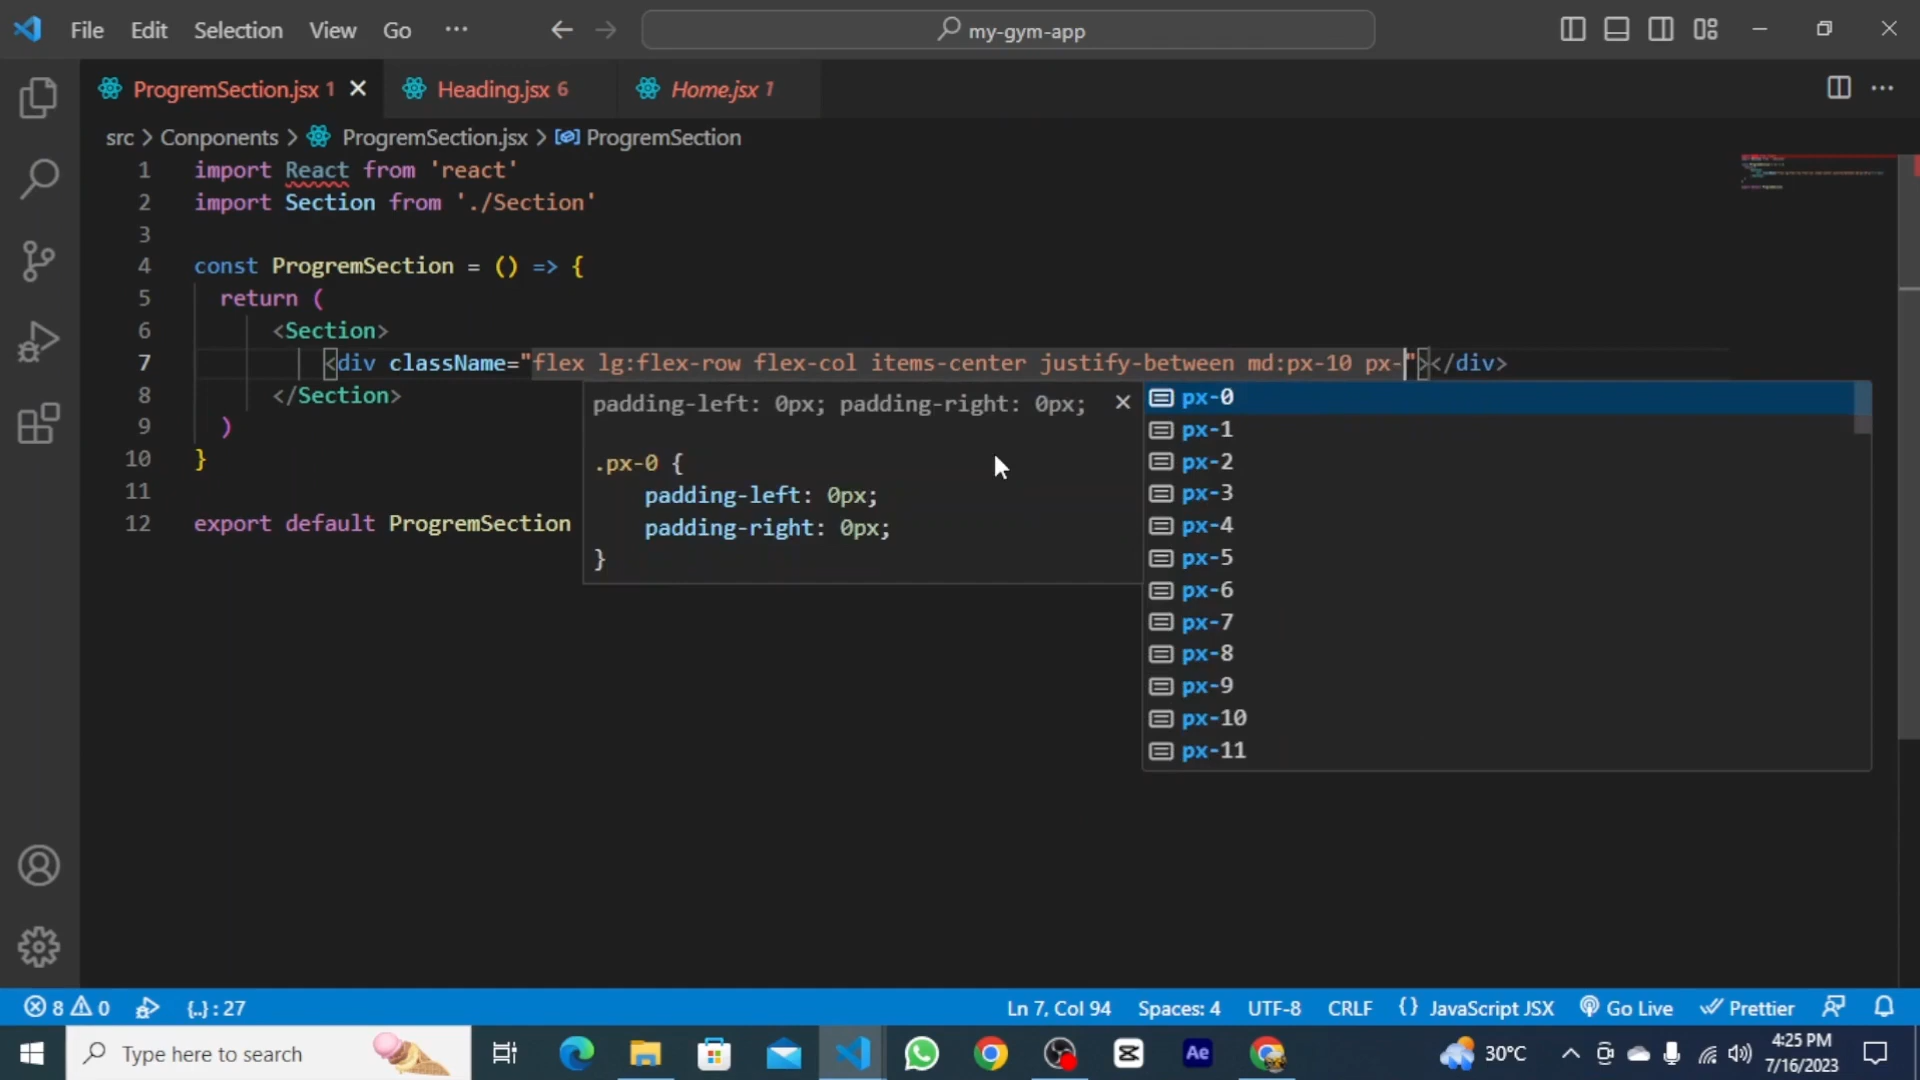 File Edit Selection View Go ···
my-gym-app
ProgremSection.jsx 1
Heading.jsx 6
Home.jsx 1
src > Conponents > ProgremSection.jsx > ProgremSection
1 import React from 'react'
2 import Section from './Section'
3
4 const ProgremSection = () => {
5 return (
6 <Section>
7 <div className="flex lg:flex-row flex-col items-center justify-between md:px-10 px-"></div>
8 </Section>
9 )
10 }
11
12 export default ProgremSection
padding-left: 0px; padding-right: 0px;
.px-0 {
padding-left: 0px;
padding-right: 0px;
}
px-0
px-1
px-2
px-3
px-4
px-5
px-6
px-7
px-8
px-9
px-10
px-11
8 0 {..} : 27
Ln 7, Col 94 Spaces: 4 UTF-8 CRLF {} JavaScript JSX Go Live Prettier
Type here to search
Ae
30°C
4:25 PM
7/16/2023